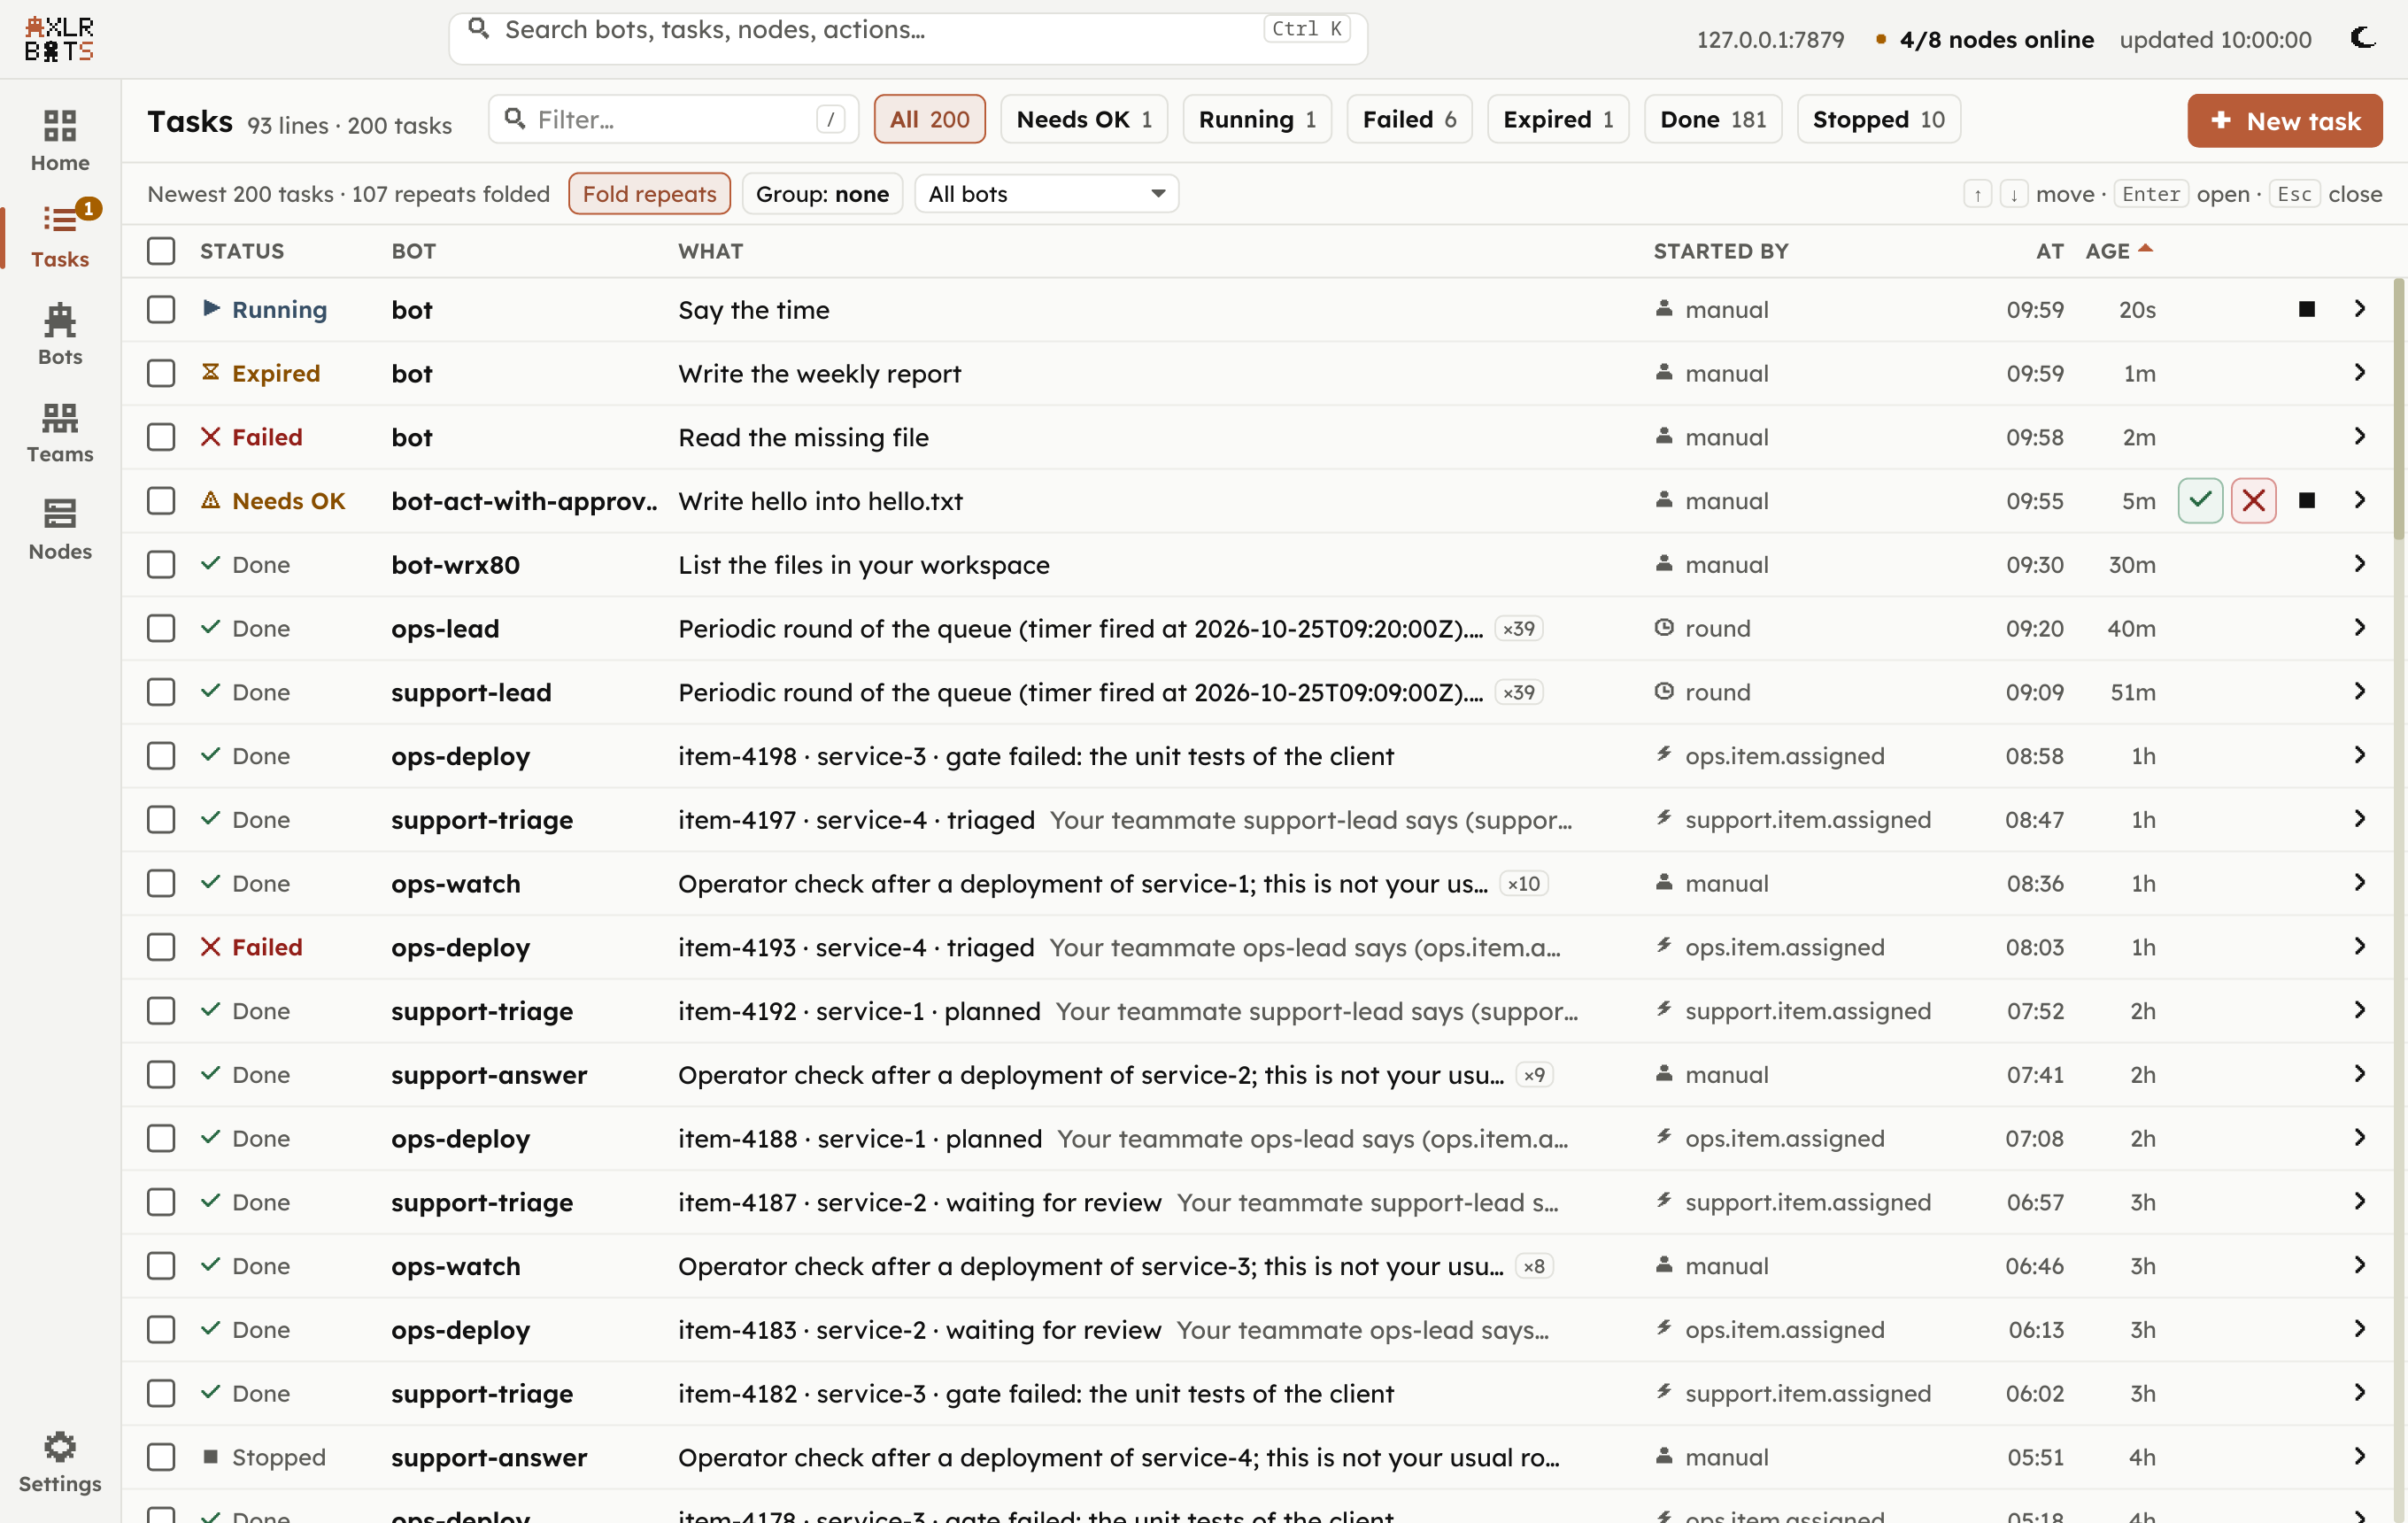 AXLR
BOTS
Search bots, tasks, nodes, actions... Ctrl K
127.0.0.1:7879 4/8 nodes online updated 10:00:00
Home
Tasks 1
Bots
Teams
Nodes
Settings
Tasks 93 lines · 200 tasks Filter... / All 200 Needs OK 1 Running 1 Failed 6 Expired 1 Done 181 Stopped 10 + New task
Newest 200 tasks · 107 repeats folded Fold repeats Group: none All bots ↑ ↓ move · Enter open · Esc close
STATUS BOT WHAT STARTED BY AT AGE
Running bot Say the time manual 09:59 20s
Expired bot Write the weekly report manual 09:59 1m
Failed bot Read the missing file manual 09:58 2m
Needs OK bot-act-with-approv.. Write hello into hello.txt manual 09:55 5m
Done bot-wrx80 List the files in your workspace manual 09:30 30m
Done ops-lead Periodic round of the queue (timer fired at 2026-10-25T09:20:00Z).... ×39 round 09:20 40m
Done support-lead Periodic round of the queue (timer fired at 2026-10-25T09:09:00Z).... ×39 round 09:09 51m
Done ops-deploy item-4198 · service-3 · gate failed: the unit tests of the client ops.item.assigned 08:58 1h
Done support-triage item-4197 · service-4 · triaged Your teammate support-lead says (suppor... support.item.assigned 08:47 1h
Done ops-watch Operator check after a deployment of service-1; this is not your us... ×10 manual 08:36 1h
Failed ops-deploy item-4193 · service-4 · triaged Your teammate ops-lead says (ops.item.a... ops.item.assigned 08:03 1h
Done support-triage item-4192 · service-1 · planned Your teammate support-lead says (suppor... support.item.assigned 07:52 2h
Done support-answer Operator check after a deployment of service-2; this is not your usu... ×9 manual 07:41 2h
Done ops-deploy item-4188 · service-1 · planned Your teammate ops-lead says (ops.item.a... ops.item.assigned 07:08 2h
Done support-triage item-4187 · service-2 · waiting for review Your teammate support-lead s... support.item.assigned 06:57 3h
Done ops-watch Operator check after a deployment of service-3; this is not your usu... ×8 manual 06:46 3h
Done ops-deploy item-4183 · service-2 · waiting for review Your teammate ops-lead says... ops.item.assigned 06:13 3h
Done support-triage item-4182 · service-3 · gate failed: the unit tests of the client support.item.assigned 06:02 3h
Stopped support-answer Operator check after a deployment of service-4; this is not your usual ro... manual 05:51 4h
Done ops-deploy item-4178 · service-3 · gate failed: the unit tests of the client ops.item.assigned 05:18 4h